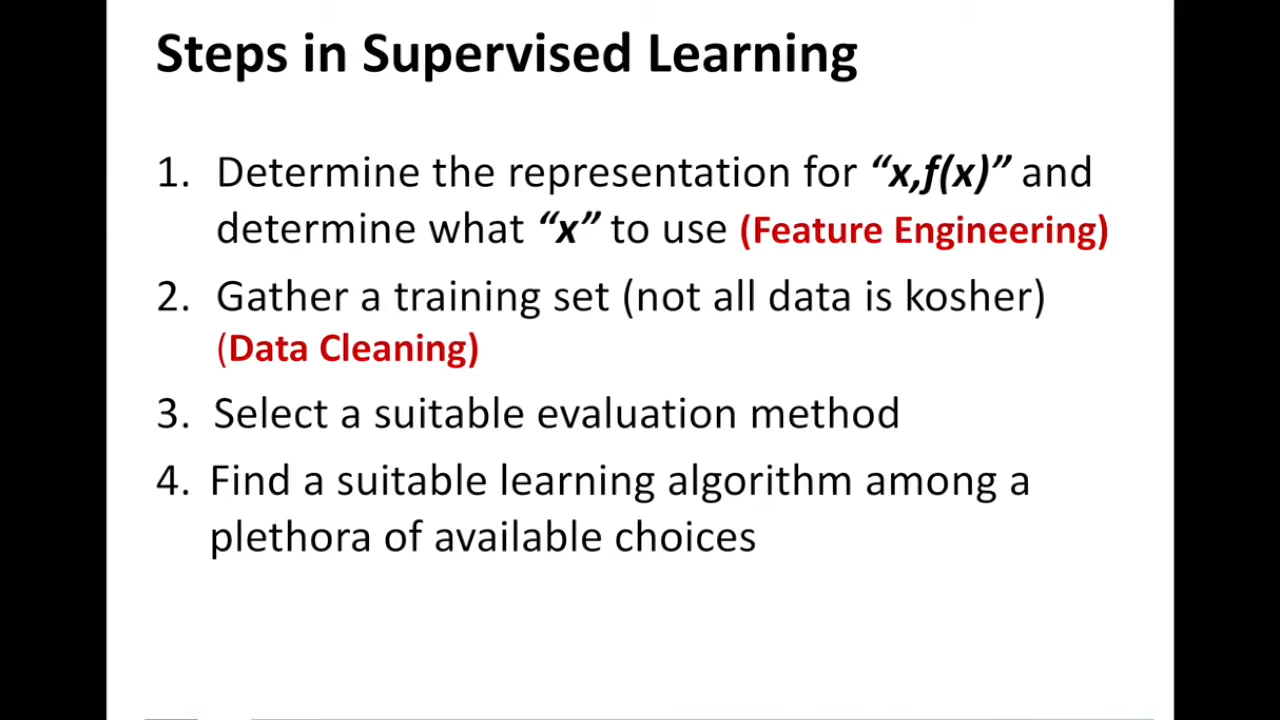 Steps in Supervised Learning
1. Determine the representation for “x,f(x)” and
determine what “x” to use (Feature Engineering)
2. Gather a training set (not all data is kosher)
(Data Cleaning)
3. Select a suitable evaluation method
4. Find a suitable learning algorithm among a
plethora of available choices